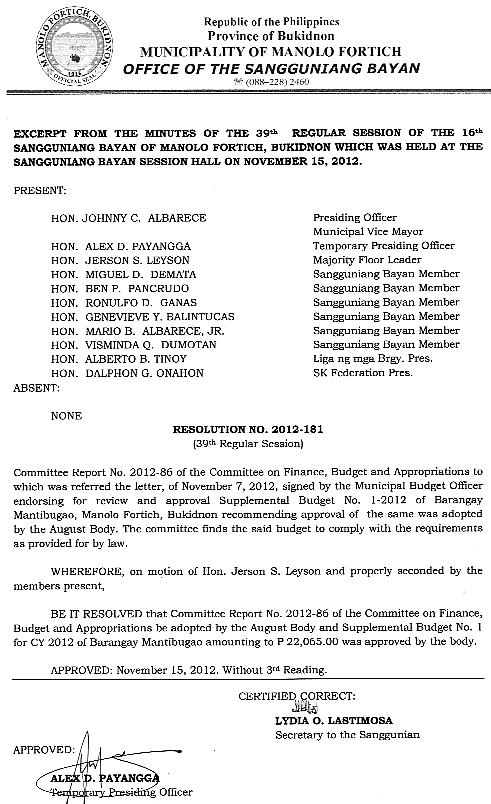 MANOLO FORTICH, BUKIDNON
1914
OFFICIAL SEAL
Republic of the Philippines
Province of Bukidnon
MUNICIPALITY OF MANOLO FORTICH
OFFICE OF THE SANGGUNIANG BAYAN
☏ (088–228) 2460
EXCERPT FROM THE MINUTES OF THE 39th REGULAR SESSION OF THE 16th
SANGGUNIANG BAYAN OF MANOLO FORTICH, BUKIDNON WHICH WAS HELD AT THE
SANGGUNIANG BAYAN SESSION HALL ON NOVEMBER 15, 2012.
PRESENT:
HON. JOHNNY C. ALBARECE Presiding Officer
Municipal Vice Mayor
HON. ALEX D. PAYANGGA Temporary Presiding Officer
HON. JERSON S. LEYSON Majority Floor Leader
HON. MIGUEL D. DEMATA Sangguniang Bayan Member
HON. BEN P. PANCRUDO Sangguniang Bayan Member
HON. RONULFO D. GANAS Sangguniang Bayan Member
HON. GENEVIEVE Y. BALINTUCAS Sangguniang Bayan Member
HON. MARIO B. ALBARECE, JR. Sangguniang Bayan Member
HON. VISMINDA Q. DUMOTAN Sangguniang Bayan Member
HON. ALBERTO B. TINOY Liga ng mga Brgy. Pres.
HON. DALPHON G. ONAHON SK Federation Pres.
ABSENT:
NONE
RESOLUTION NO. 2012-181
(39th Regular Session)
Committee Report No. 2012-86 of the Committee on Finance, Budget and Appropriations to
which was referred the letter, of November 7, 2012, signed by the Municipal Budget Officer
endorsing for review and approval Supplemental Budget No. 1-2012 of Barangay
Mantibugao, Manolo Fortich, Bukidnon recommending approval of the same was adopted
by the August Body. The committee finds the said budget to comply with the requirements
as provided for by law.
WHEREFORE, on motion of Hon. Jerson S. Leyson and properly seconded by the
members present,
BE IT RESOLVED that Committee Report No. 2012-86 of the Committee on Finance,
Budget and Appropriations be adopted by the August Body and Supplemental Budget No. 1
for CY 2012 of Barangay Mantibugao amounting to P 22,065.00 was approved by the body.
APPROVED: November 15, 2012. Without 3rd Reading.
CERTIFIED CORRECT:
LYDIA O. LASTIMOSA
Secretary to the Sanggunian
APPROVED:
ALEX D. PAYANGGA
Temporary Presiding Officer